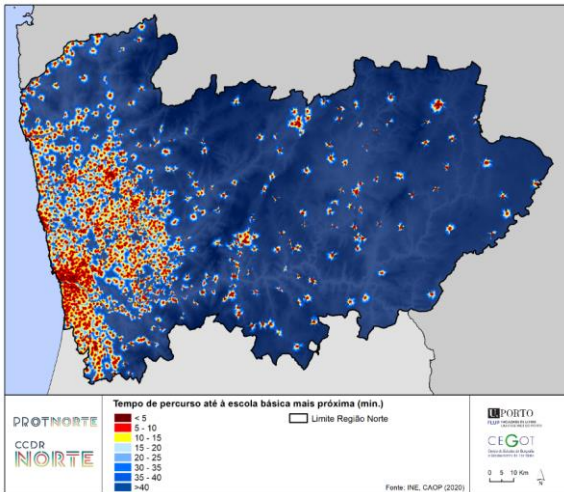 Tempo de percurso até à escola básica mais próxima (min.)
< 5
5 - 10
10 - 15
15 - 20
20 - 25
30 - 35
35 - 40
>40
Limite Região Norte
PROTNORTE
CCDR
NORTE
U.PORTO
CEGOT
0 5 10 Km
N
Fonte: INE, CAOP (2020)